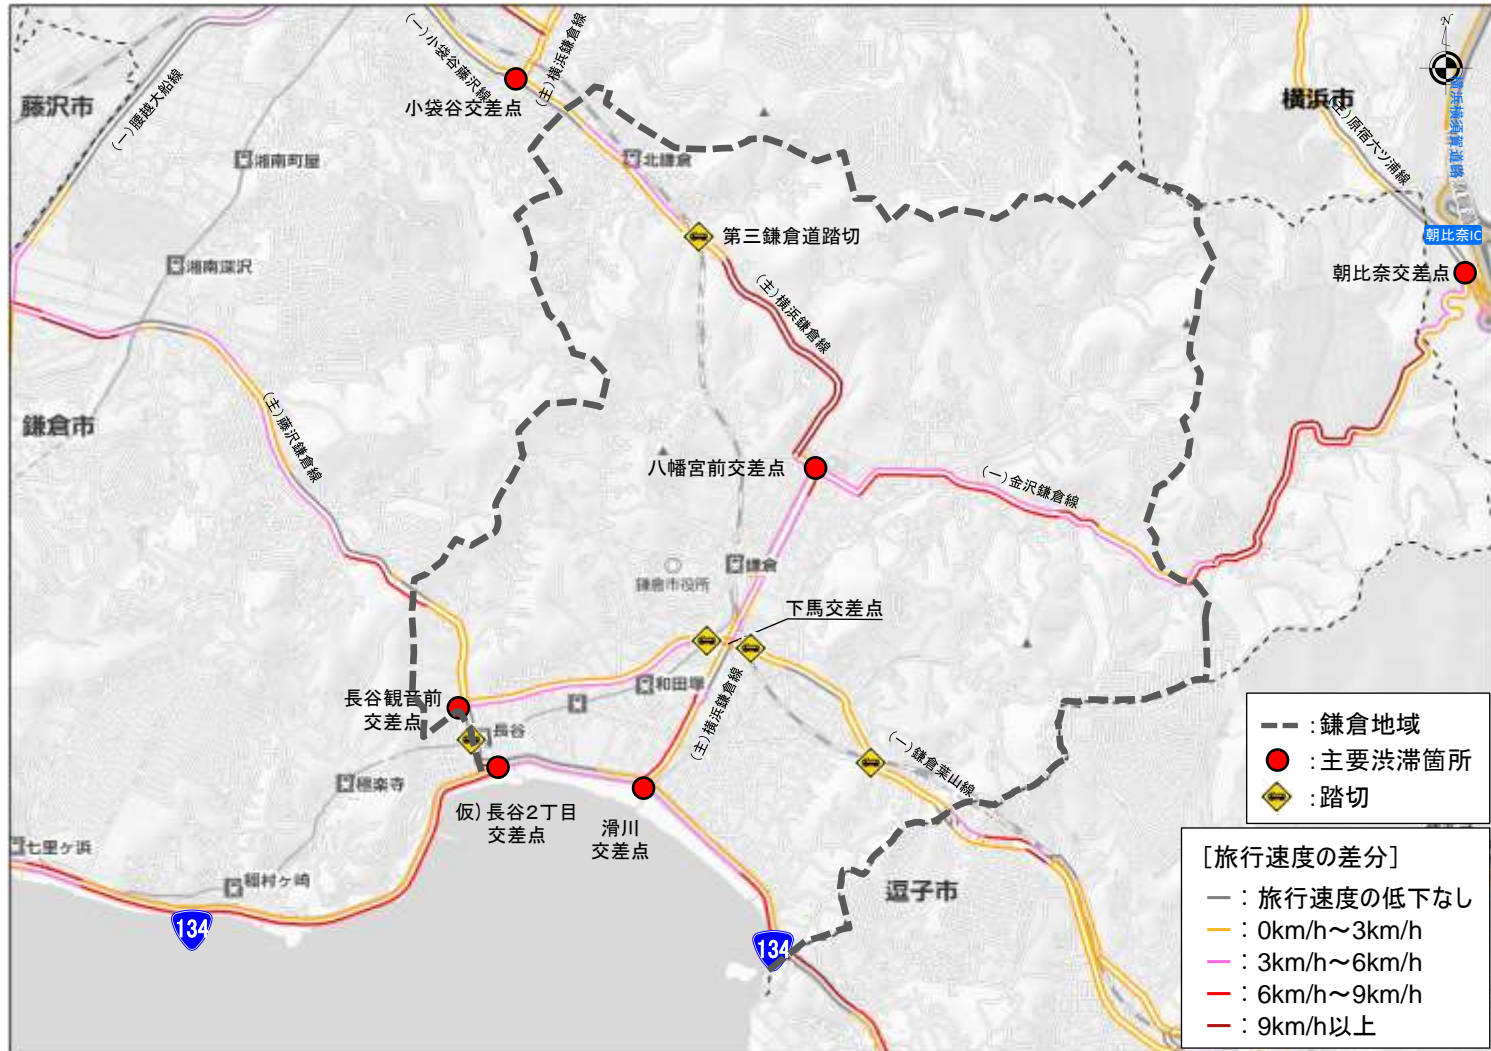 (一)小袋谷藤沢線
(主)横浜鎌倉線
N
小袋谷交差点
藤沢市
(一)腰越大船線
横浜市
(主)原宿六ツ浦線
横浜横須賀道路
湘南町屋
北鎌倉
第三鎌倉道踏切
朝比奈IC
朝比奈交差点
湘南深沢
(主)横浜鎌倉線
鎌倉市
(主)藤沢鎌倉線
八幡宮前交差点
(一)金沢鎌倉線
鎌倉
鎌倉市役所
下馬交差点
長谷観音前
交差点
和田塚
長谷
(主)横浜鎌倉線
(一)鎌倉葉山線
極楽寺
仮)長谷2丁目
交差点
滑川
交差点
七里ヶ浜
稲村ヶ崎
134
134
逗子市
:鎌倉地域
:主要渋滞箇所
:踏切
[旅行速度の差分]
:旅行速度の低下なし
:0km/h～3km/h
:3km/h～6km/h
:6km/h～9km/h
:9km/h以上